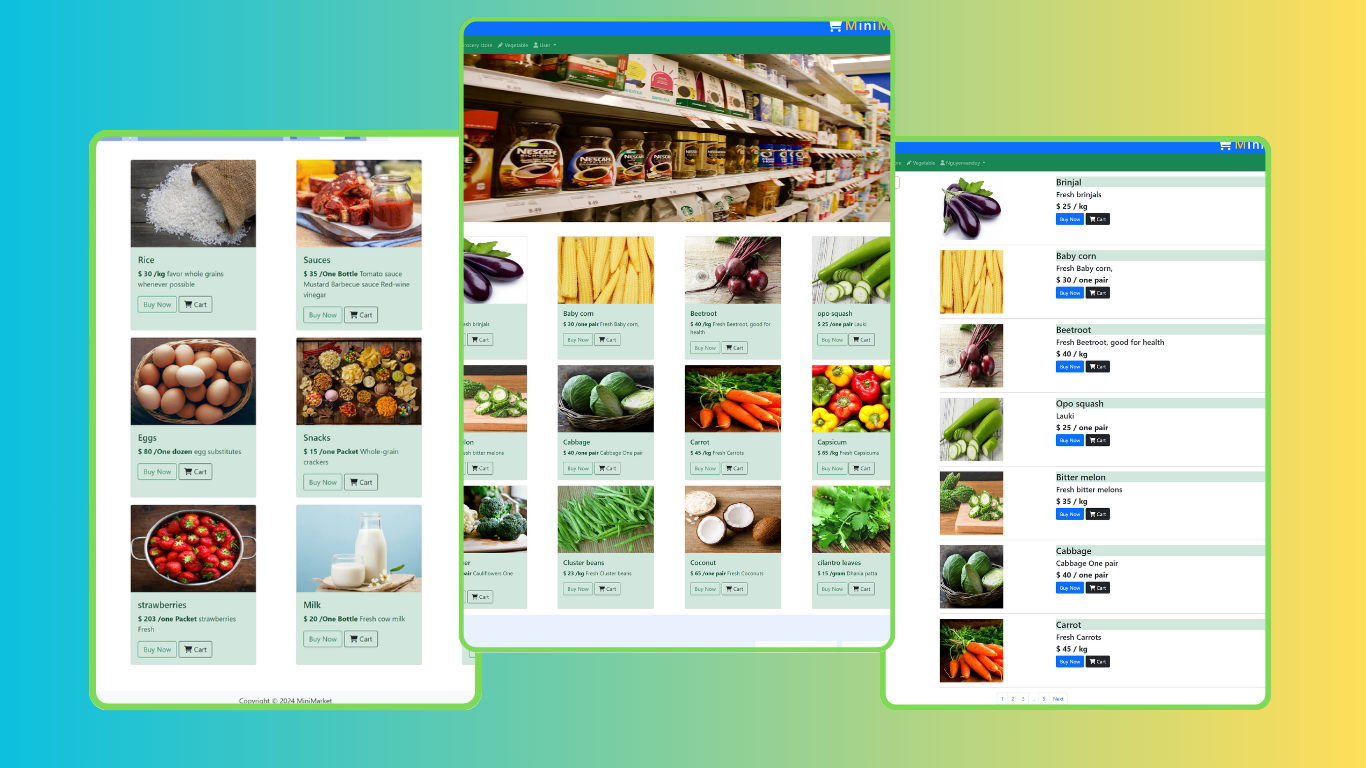 Rice
$ 30 /kg favor whole grains
whenever possible
Buy Now Cart
Sauces
$ 35 /One Bottle Tomato sauce
Mustard Barbecue sauce Red-wine
vinegar
Buy Now Cart
Eggs
$ 80 /One dozen egg substitutes
Buy Now Cart
Snacks
$ 15 /one Packet Whole-grain
crackers
Buy Now Cart
strawberries
$ 203 /one Packet strawberries
Fresh
Buy Now Cart
Milk
$ 20 /One Bottle Fresh cow milk
Buy Now Cart
Copyright © 2024 MiniMarket
MiniM
rocery store Vegetable User
NESCAFE
NESCAFE
NESCAFE
NESCAFE
esh brinjals
Cart
Baby corn
$ 30 /one pair Fresh Baby corn,
Buy Now Cart
Beetroot
$ 40 /kg Fresh Beetroot, good for
health
Buy Now Cart
opo squash
$ 25 /one pair Lauki
Buy Now Cart
lon
sh bitter melons
Cart
Cabbage
$ 40 /one pair Cabbage One pair
Buy Now Cart
Carrot
$ 45 /kg Fresh Carrots
Buy Now Cart
Capsicum
$ 65 /kg Fresh Capsicums
Buy Now Cart
er
air Cauliflowers One
Cart
Cluster beans
$ 23 /kg Fresh Cluster beans
Buy Now Cart
Coconut
$ 65 /one pair Fresh Coconuts
Buy Now Cart
cilantro leaves
$ 15 /gram Dhania patta
Buy Now Cart
Mini
Vegetable Nguyenvanduy
Brinjal
Fresh brinjals
$ 25 / kg
Buy Now Cart
Baby corn
Fresh Baby corn,
$ 30 / one pair
Buy Now Cart
Beetroot
Fresh Beetroot, good for health
$ 40 / kg
Buy Now Cart
Opo squash
Lauki
$ 25 / one pair
Buy Now Cart
Bitter melon
Fresh bitter melons
$ 35 / kg
Buy Now Cart
Cabbage
Cabbage One pair
$ 40 / one pair
Buy Now Cart
Carrot
Fresh Carrots
$ 45 / kg
Buy Now Cart
1 2 3 ... Next